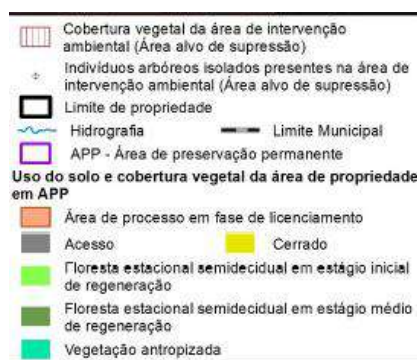 Cobertura vegetal da área de intervenção
ambiental (Área alvo de supressão)
Indivíduos arbóreos isolados presentes na área de
intervenção ambiental (Área alvo de supressão)
Limite de propriedade
Hidrografia Limite Municipal
APP - Área de preservação permanente
Uso do solo e cobertura vegetal da área de propriedade
em APP
Área de processo em fase de licenciamento
Acesso Cerrado
Floresta estacional semidecidual em estágio inicial
de regeneração
Floresta estacional semidecidual em estágio médio
de regeneração
Vegetação antropizada